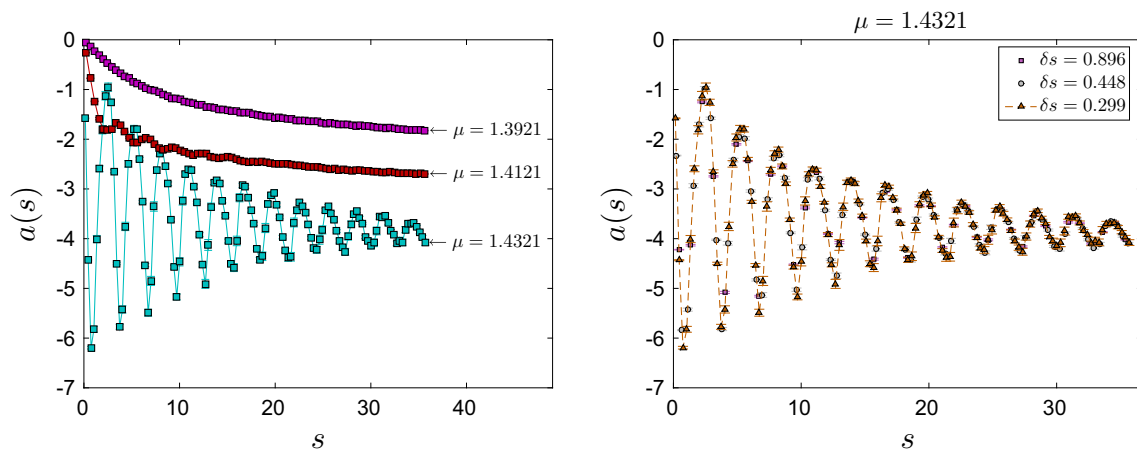 μ = 1.4321
0
-1
-2
-3
-4
-5
-6
-7
a(s)
0
10
20
30
40
s
← μ = 1.3921
← μ = 1.4121
← μ = 1.4321
0
-1
-2
-3
-4
-5
-6
-7
a(s)
0
10
20
30
s
δs = 0.896
δs = 0.448
δs = 0.299